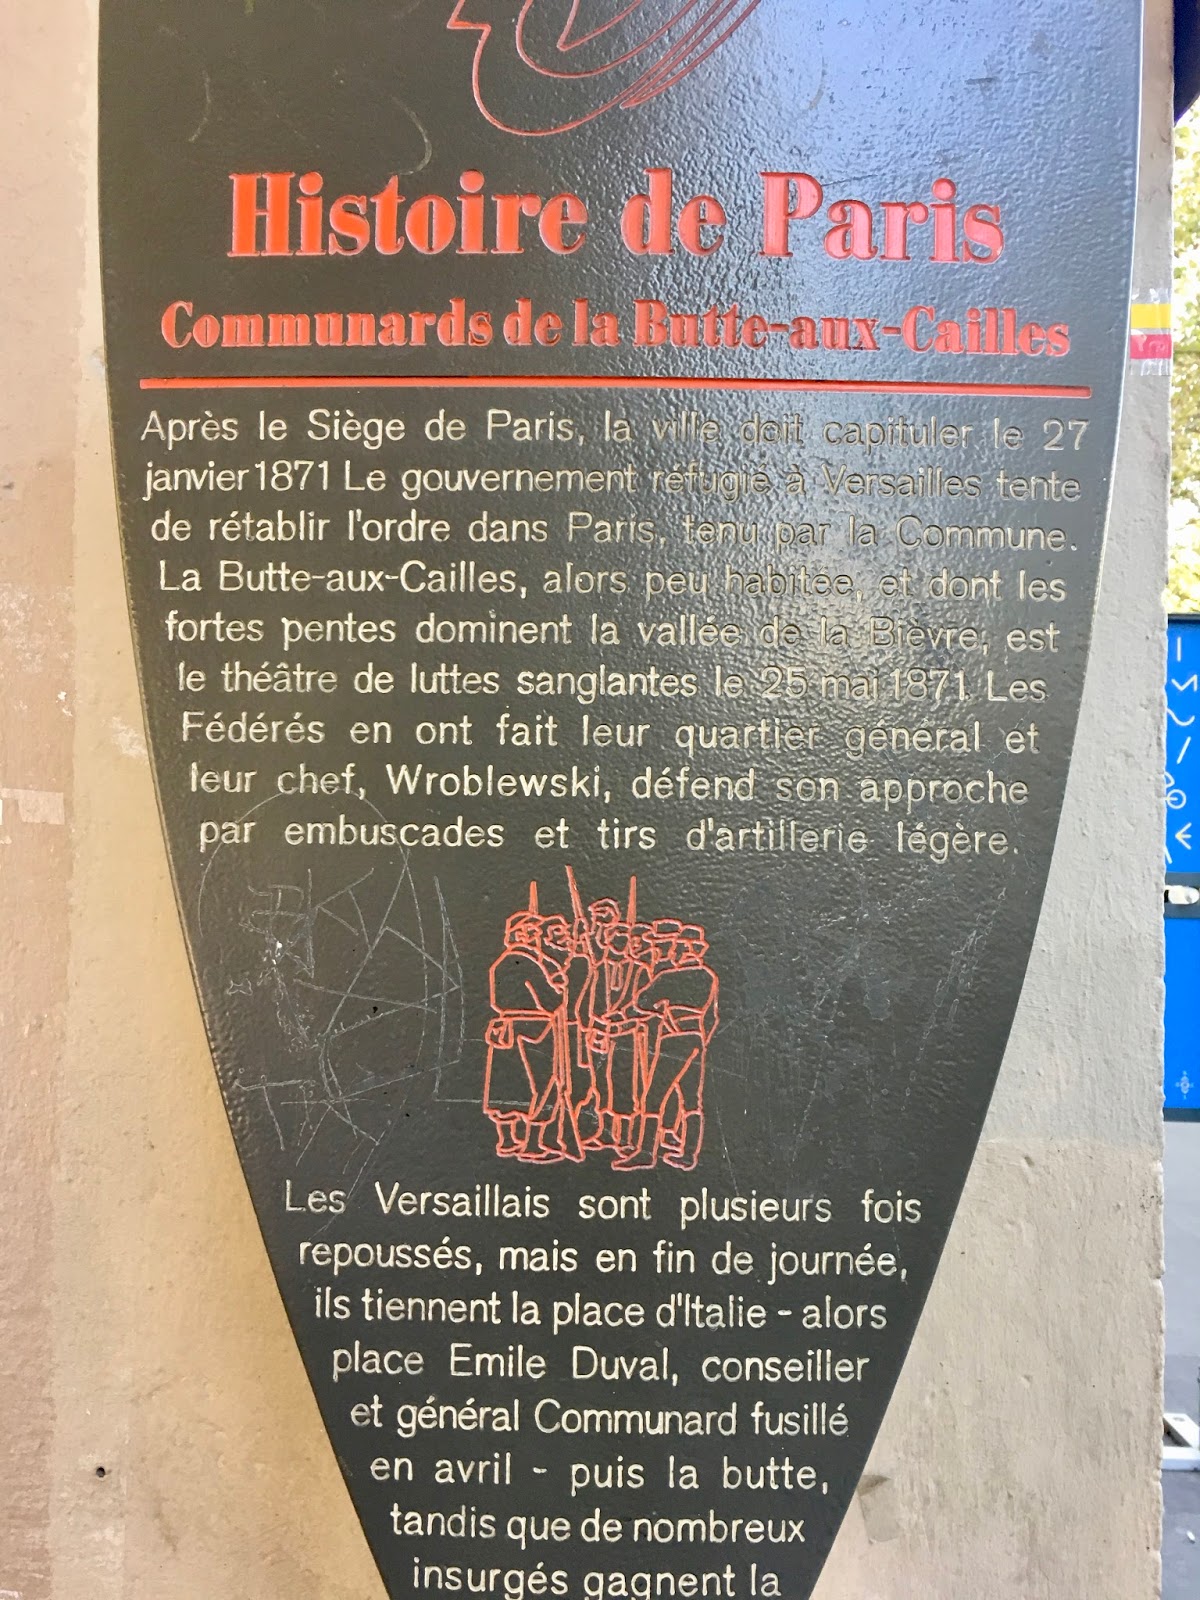 Histoire de Paris
Communards de la Butte-aux-Cailles
Après le Siège de Paris, la ville doit capituler le 27
janvier 1871 Le gouvernement réfugié à Versailles tente
de rétablir l'ordre dans Paris, tenu par la Commune.
La Butte-aux-Cailles, alors peu habitée, et dont les
fortes pentes dominent la vallée de la Bièvre, est
le théâtre de luttes sanglantes le 25 mai 1871. Les
Fédérés en ont fait leur quartier général et
leur chef, Wroblewski, défend son approche
par embuscades et tirs d'artillerie légère.
Les Versaillais sont plusieurs fois
repoussés, mais en fin de journée,
ils tiennent la place d'Italie - alors
place Emile Duval, conseiller
et général Communard fusillé
en avril - puis la butte,
tandis que de nombreux
insurgés gagnent la